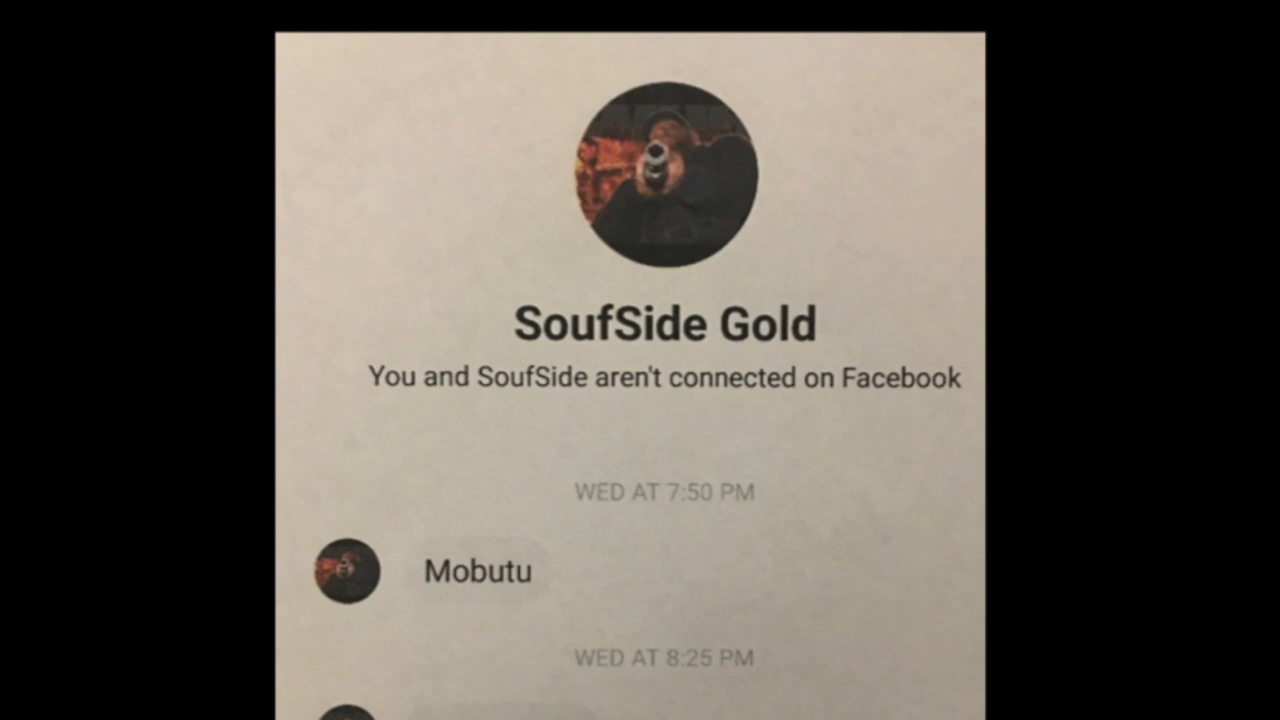 SoufSide Gold
You and SoufSide aren't connected on Facebook
WED AT 7:50 PM
Mobutu
WED AT 8:25 PM